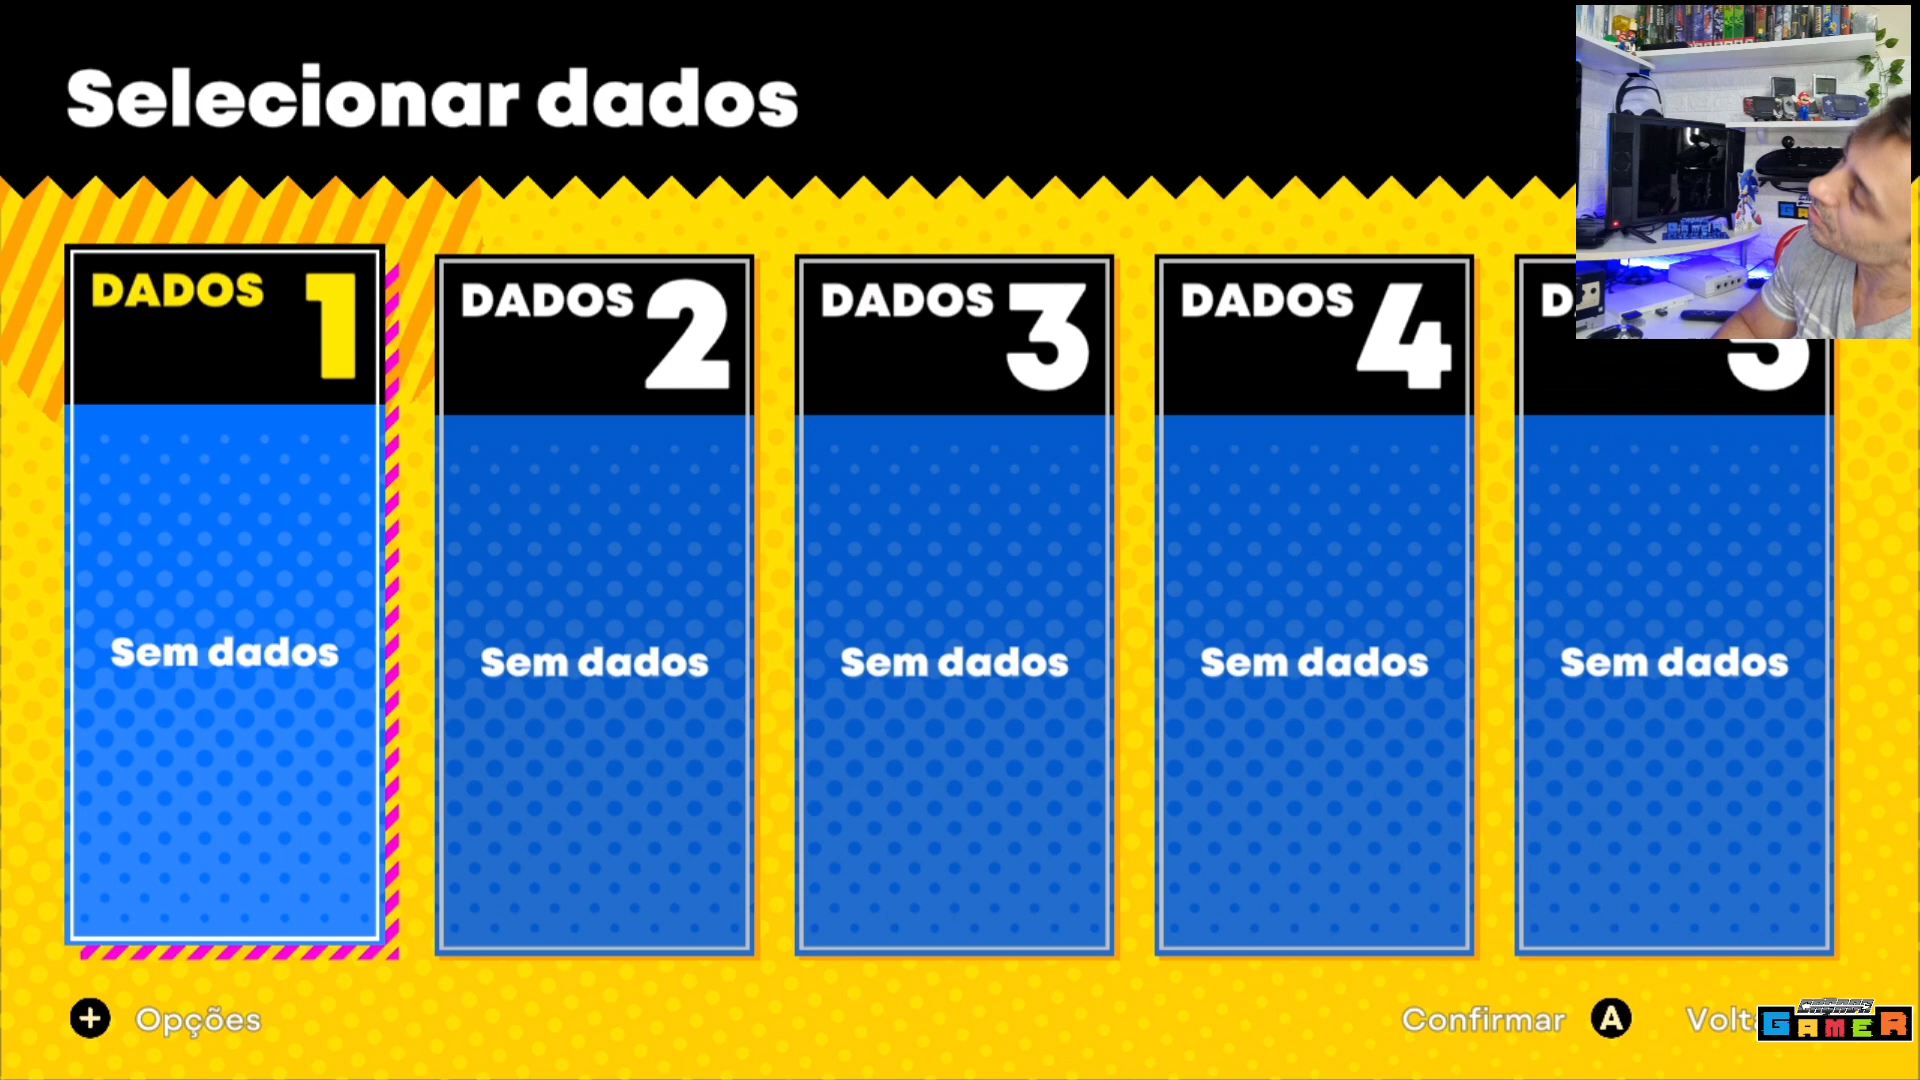 Selecionar dados
DADOS 1
DADOS 2
DADOS 3
DADOS 4
Sem dados
Sem dados
Sem dados
Sem dados
Sem dados
+ Opções
Confirmar A
GAMER